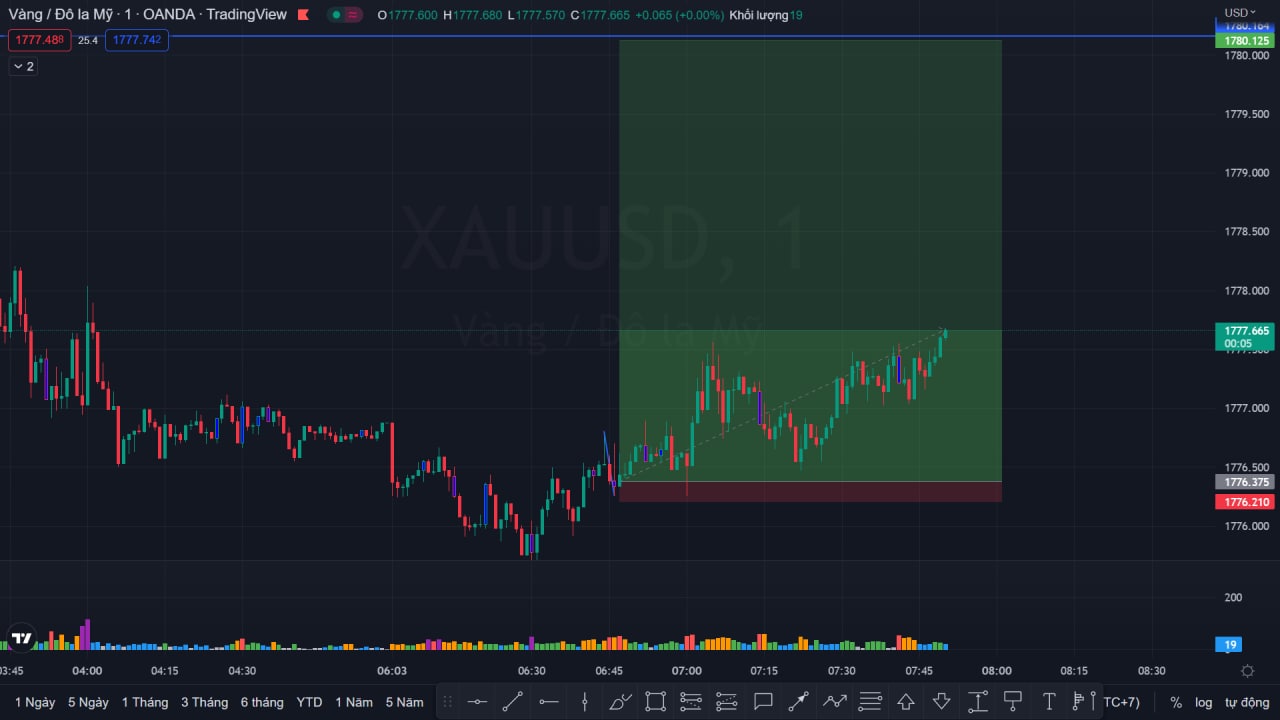 Vàng / Đô la Mỹ · 1 · OANDA · TradingView O1777.600 H1777.680 L1777.570 C1777.665 +0.065 (+0.00%) Khối lượng19
USD
1777.488 25.4 1777.742
2
1780.164
1780.125
1780.000
1779.500
1779.000
1778.500
XAUUSD, 1
1778.000
Vàng / Đô la Mỹ
1777.665
00:05
1777.500
1777.000
1776.500
1776.375
1776.210
1776.000
200
19
03:45 04:00 04:15 04:30 06:03 06:30 06:45 07:00 07:15 07:30 07:45 08:00 08:15 08:30
1 Ngày 5 Ngày 1 Tháng 3 Tháng 6 tháng YTD 1 Năm 5 Năm T TC+7) % log tự động